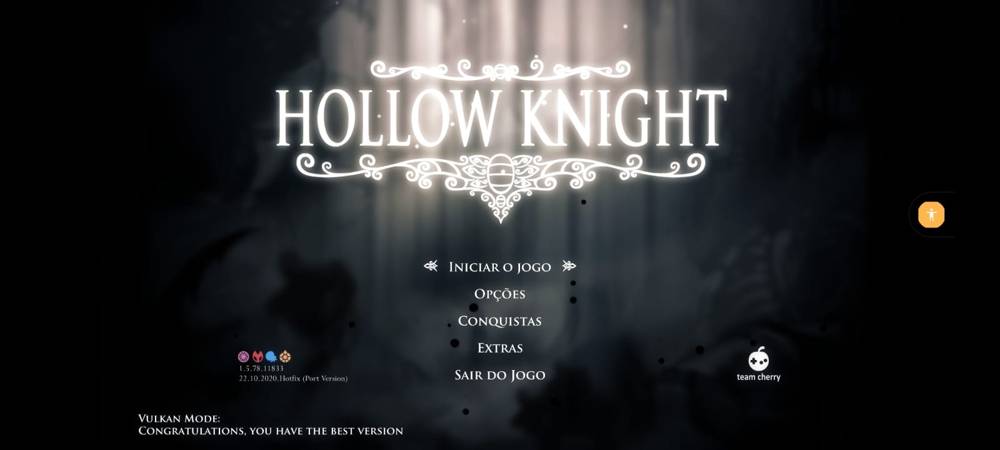 HOLLOW KNIGHT
INICIAR O JOGO
OPÇÕES
CONQUISTAS
EXTRAS
SAIR DO JOGO
1.5.78.11833
22.10.2020.Hotfix (Port Version)
team cherry
VULKAN MODE:
CONGRATULATIONS, YOU HAVE THE BEST VERSION